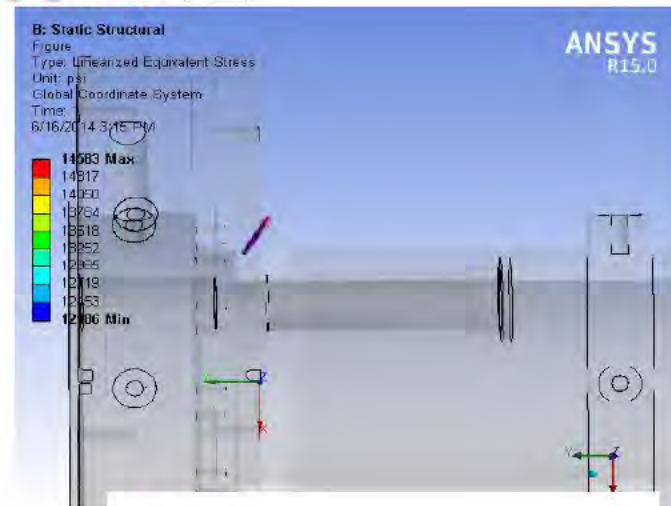 B: Static Structural
Figure
Type: Linearized Equivalent Stress
Unit: psi
Global Coordinate System
Time:
6/16/2014 3:15 PM
14583 Max
14317
14050
13784
13518
13252
12985
12719
12453
12186 Min
ANSYS
R15.0
Z
X
Y
Z